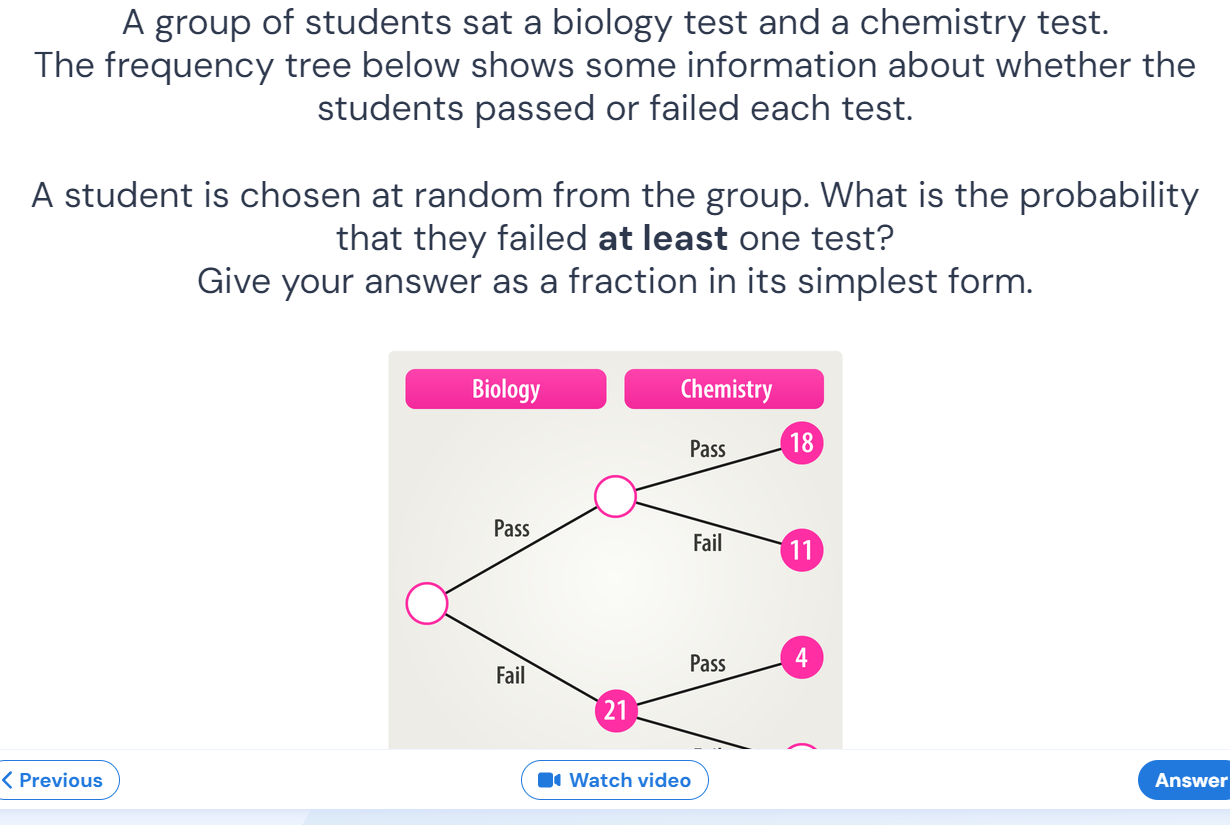 A group of students sat a biology test and a chemistry test.
The frequency tree below shows some information about whether the
students passed or failed each test.
A student is chosen at random from the group. What is the probability
that they failed at least one test?
Give your answer as a fraction in its simplest form.
Biology
Chemistry
Pass
18
Pass
Fail
11
Fail
Pass
4
21
Previous
Watch video
Answer